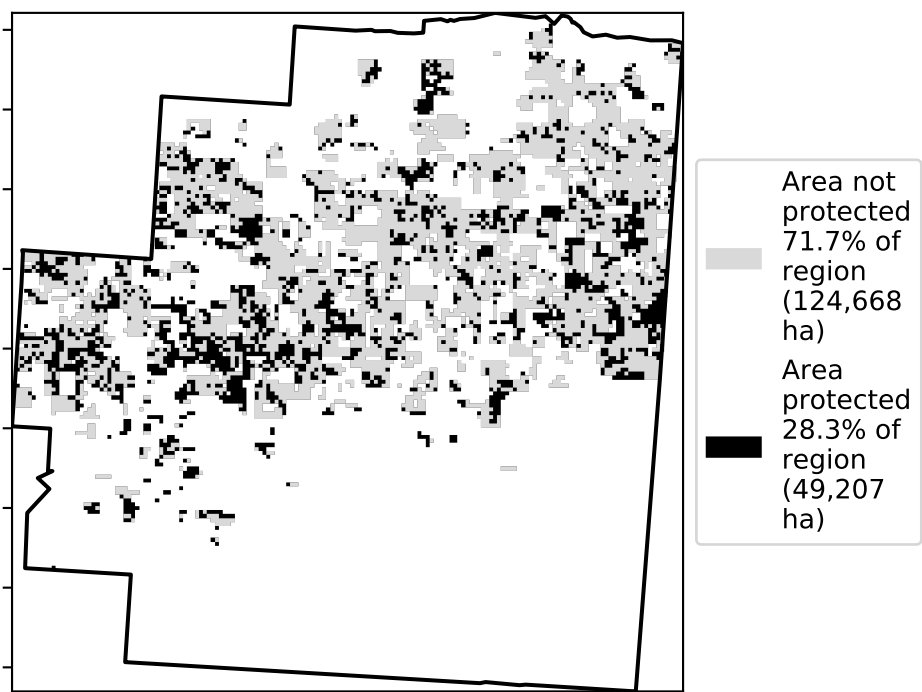 Area not
protected
71.7% of
region
(124,668
ha)
Area
protected
28.3% of
region
(49,207
ha)